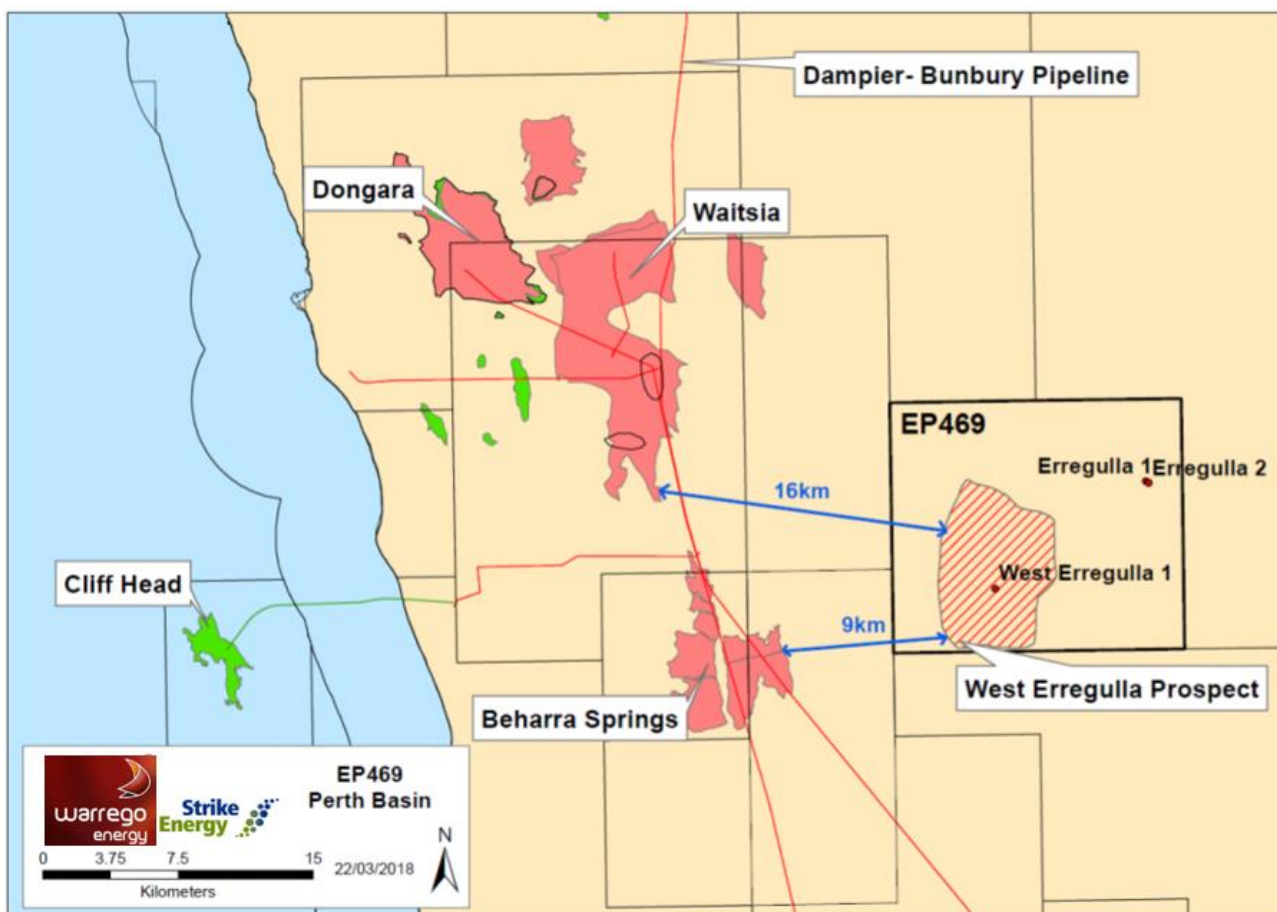 Dampier- Bunbury Pipeline
Dongara
Waitsia
EP469
Erregulla 1
Erregulla 2
16km
West Erregulla 1
Cliff Head
9km
West Erregulla Prospect
Beharra Springs
warrego
energy
Strike
Energy
EP469
Perth Basin
N
0 3.75 7.5 15
Kilometers
22/03/2018